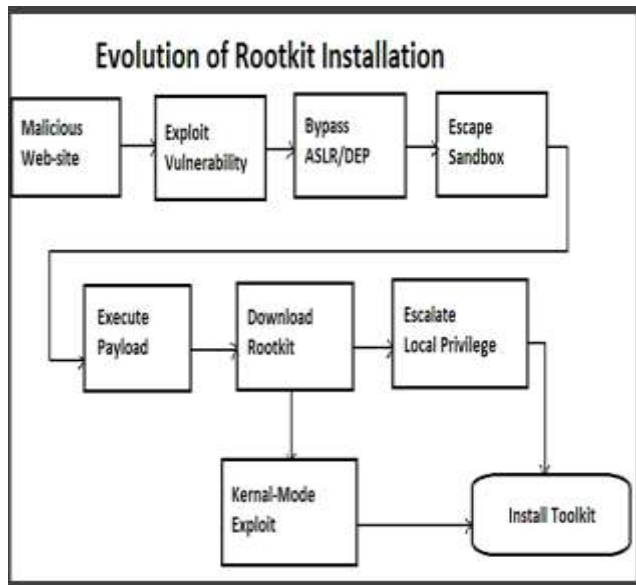 Evolution of Rootkit Installation
Malicious
Web-site
Exploit
Vulnerability
Bypass
ASLR/DEP
Escape
Sandbox
Execute
Payload
Download
Rootkit
Escalate
Local Privilege
Kernal-Mode
Exploit
Install Toolkit